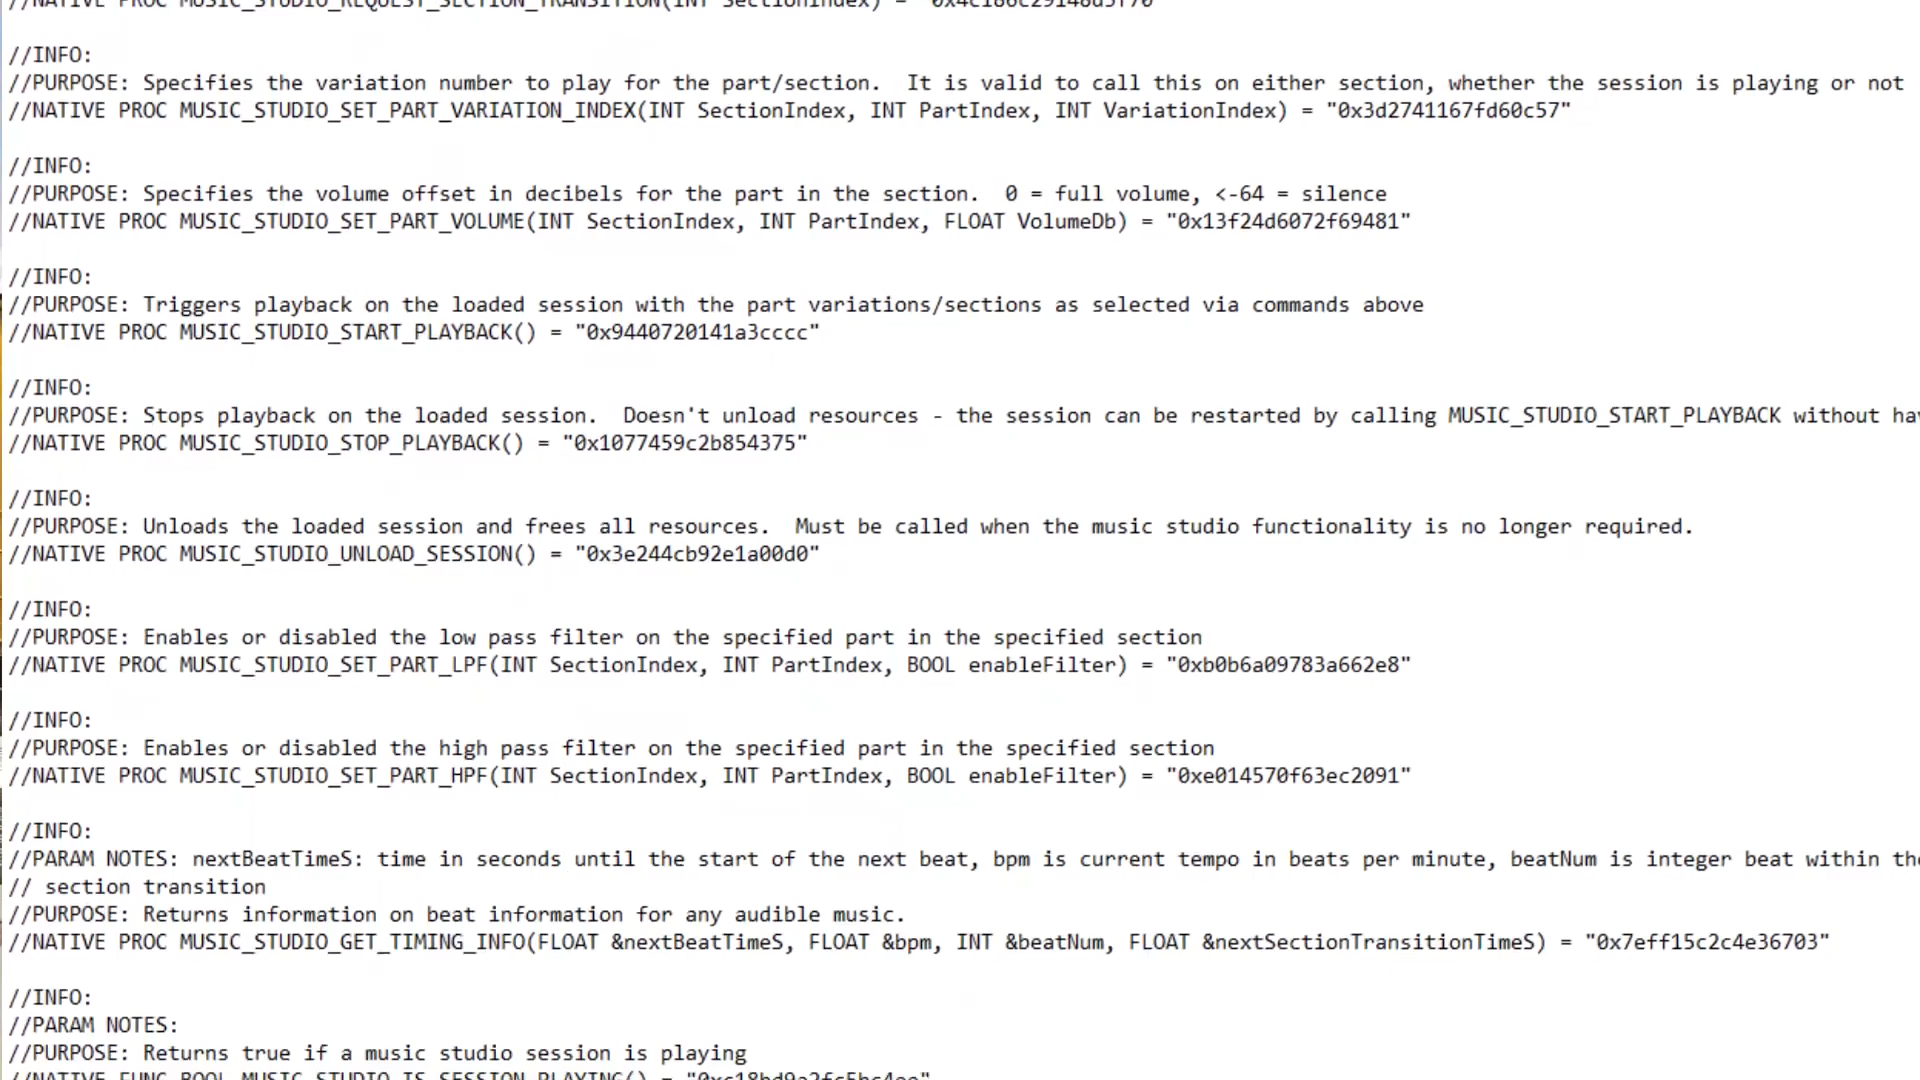 //NATIVE PROC MUSIC_STUDIO_REQUEST_SECTION_TRANSITION(INT SectionIndex) =
//INFO:
//PURPOSE: Specifies the variation number to play for the part/section.  It is valid to call this on either section, whether the session is playing or not
//NATIVE PROC MUSIC_STUDIO_SET_PART_VARIATION_INDEX(INT SectionIndex, INT PartIndex, INT VariationIndex) = "0x3d2741167fd60c57"
//INFO:
//PURPOSE: Specifies the volume offset in decibels for the part in the section.  0 = full volume, <-64 = silence
//NATIVE PROC MUSIC_STUDIO_SET_PART_VOLUME(INT SectionIndex, INT PartIndex, FLOAT VolumeDb) = "0x13f24d6072f69481"
//INFO:
//PURPOSE: Triggers playback on the loaded session with the part variations/sections as selected via commands above
//NATIVE PROC MUSIC_STUDIO_START_PLAYBACK() = "0x9440720141a3cccc"
//INFO:
//PURPOSE: Stops playback on the loaded session.  Doesn't unload resources - the session can be restarted by calling MUSIC_STUDIO_START_PLAYBACK without
//NATIVE PROC MUSIC_STUDIO_STOP_PLAYBACK() = "0x1077459c2b854375"
//INFO:
//PURPOSE: Unloads the loaded session and frees all resources.  Must be called when the music studio functionality is no longer required.
//NATIVE PROC MUSIC_STUDIO_UNLOAD_SESSION() = "0x3e244cb92e1a00d0"
//INFO:
//PURPOSE: Enables or disabled the low pass filter on the specified part in the specified section
//NATIVE PROC MUSIC_STUDIO_SET_PART_LPF(INT SectionIndex, INT PartIndex, BOOL enableFilter) = "0xb0b6a09783a662e8"
//INFO:
//PURPOSE: Enables or disabled the high pass filter on the specified part in the specified section
//NATIVE PROC MUSIC_STUDIO_SET_PART_HPF(INT SectionIndex, INT PartIndex, BOOL enableFilter) = "0xe014570f63ec2091"
//INFO:
//PARAM NOTES: nextBeatTimeS: time in seconds until the start of the next beat, bpm is current tempo in beats per minute, beatNum is integer beat within
// section transition
//PURPOSE: Returns information on beat information for any audible music.
//NATIVE PROC MUSIC_STUDIO_GET_TIMING_INFO(FLOAT &nextBeatTimeS, FLOAT &bpm, INT &beatNum, FLOAT &nextSectionTransitionTimeS) = "0x7eff15c2c4e36703"
//INFO:
//PARAM NOTES:
//PURPOSE: Returns true if a music studio session is playing
//NATIVE FUNC BOOL MUSIC_STUDIO_IS_SESSION_PLAYING() =